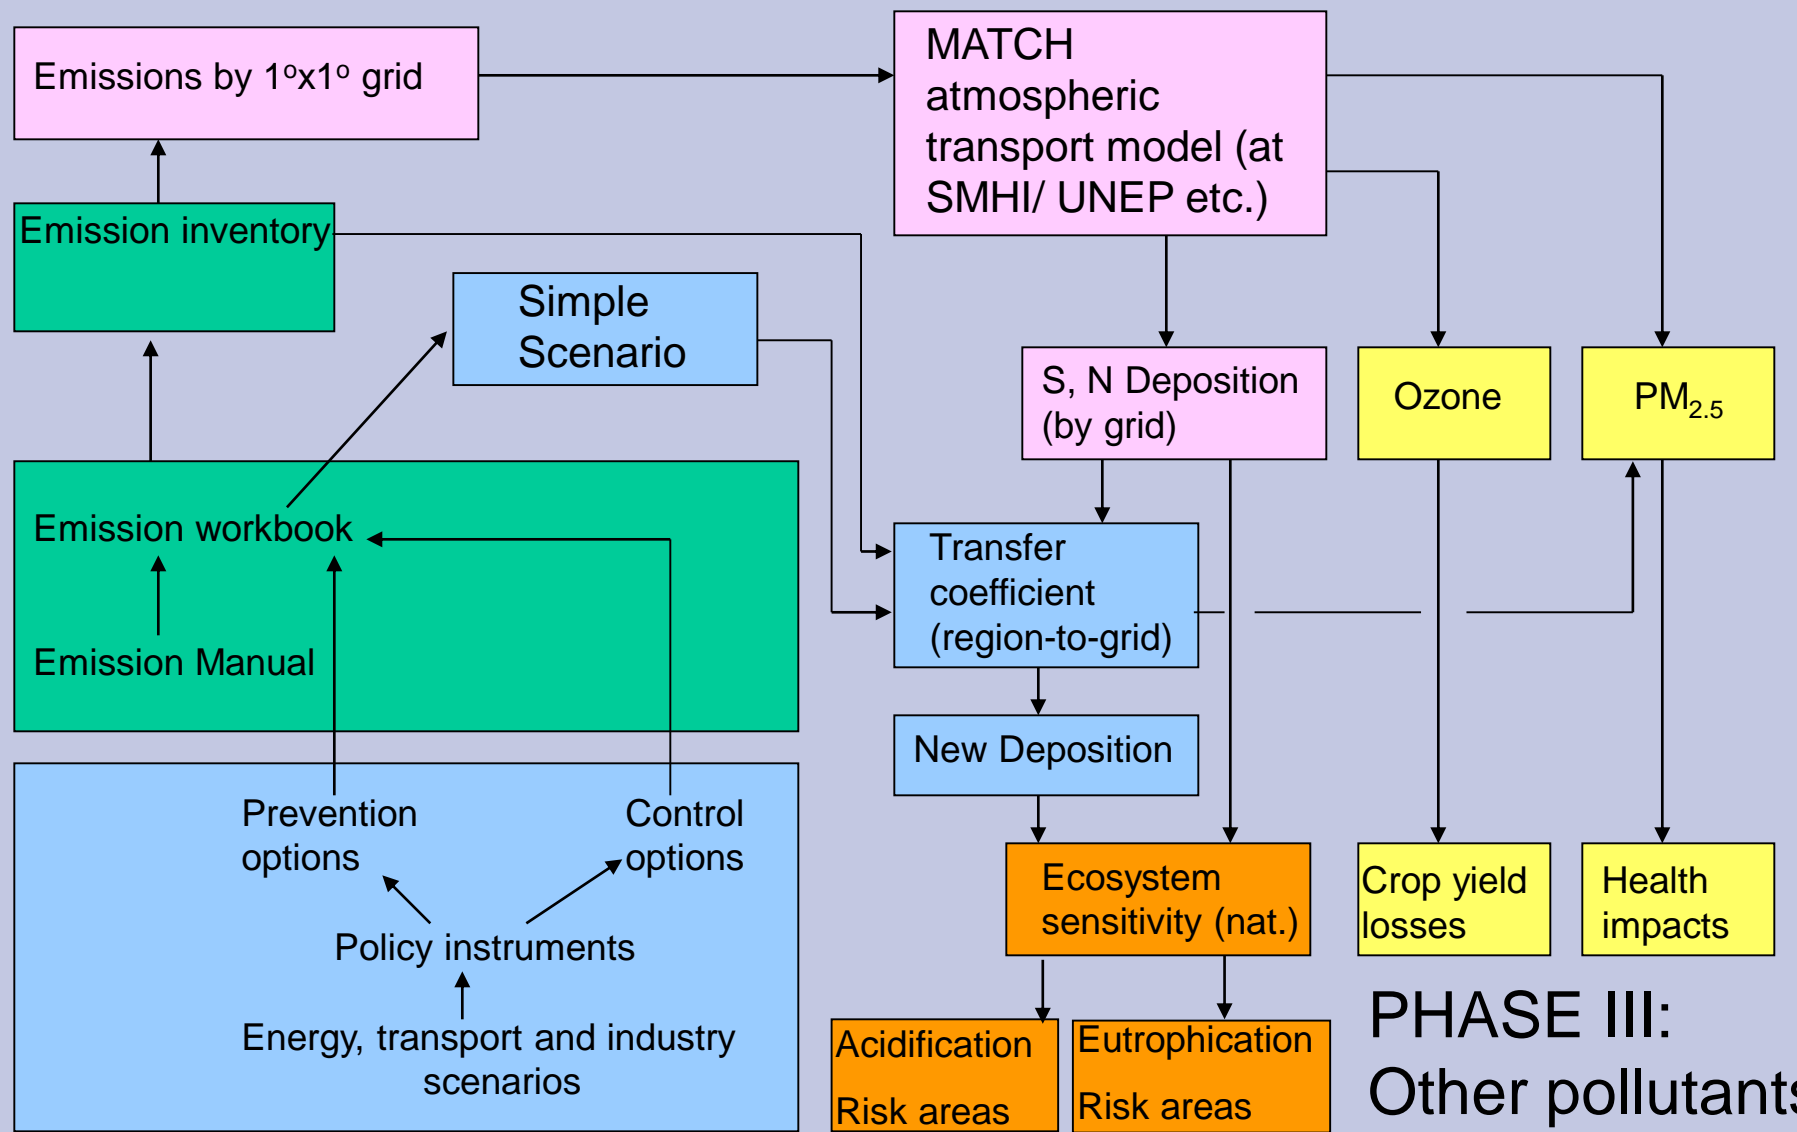 Emissions by 1ºx1º grid
MATCH
atmospheric
transport model (at
SMHI/ UNEP etc.)
Emission inventory
Simple
Scenario
S, N Deposition
(by grid)
Ozone
PM2.5
Emission workbook
Emission Manual
Transfer
coefficient
(region-to-grid)
New Deposition
Prevention
options
Control
options
Policy instruments
Energy, transport and industry
scenarios
Ecosystem
sensitivity (nat.)
Crop yield
losses
Health
impacts
Acidification
Risk areas
Eutrophication
Risk areas
PHASE III:
Other pollutants